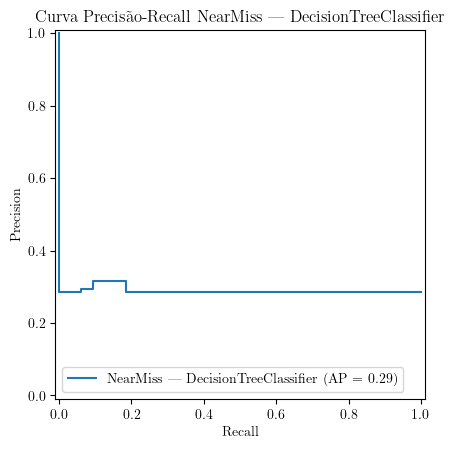 Curva Precisão-Recall NearMiss — DecisionTreeClassifier
1.0
0.8
0.6
0.4
0.2
0.0
Precision
NearMiss — DecisionTreeClassifier (AP = 0.29)
0.0 0.2 0.4 0.6 0.8 1.0
Recall